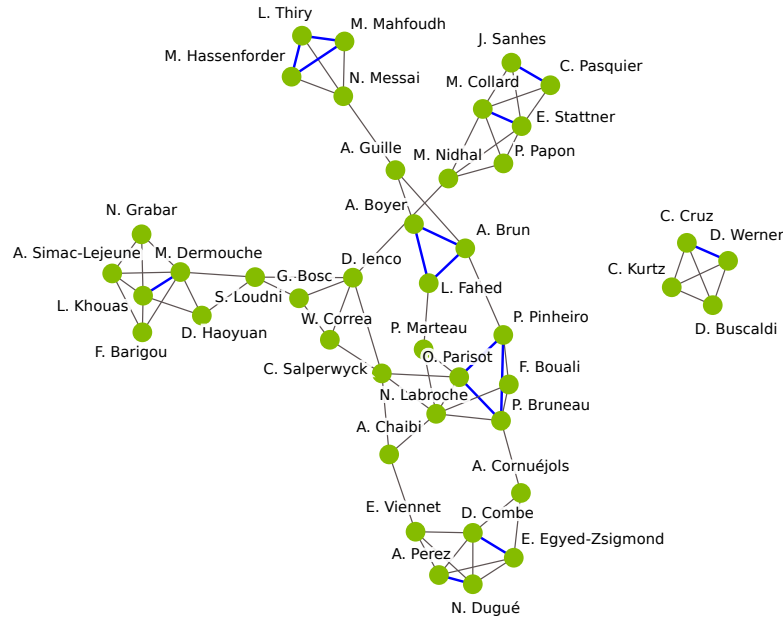 L. Thiry
M. Mahfoudh
J. Sanhes
M. Hassenforder
C. Pasquier
N. Messai
M. Collard
E. Stattner
A. Guille
M. Nidhal
P. Papon
A. Boyer
N. Grabar
A. Brun
C. Cruz
D. Werner
A. Simac-Lejeune
M. Dermouche
D. Ienco
G. Bosc
C. Kurtz
L. Khouas
S. Loudni
L. Fahed
D. Buscaldi
D. Haoyuan
W. Correa
P. Marteau
P. Pinheiro
F. Barigou
C. Salperwyck
O. Parisot
F. Bouali
N. Labroche
P. Bruneau
A. Chaibi
A. Cornuéjols
E. Viennet
D. Combe
A. Perez
E. Egyed-Zsigmond
N. Dugué